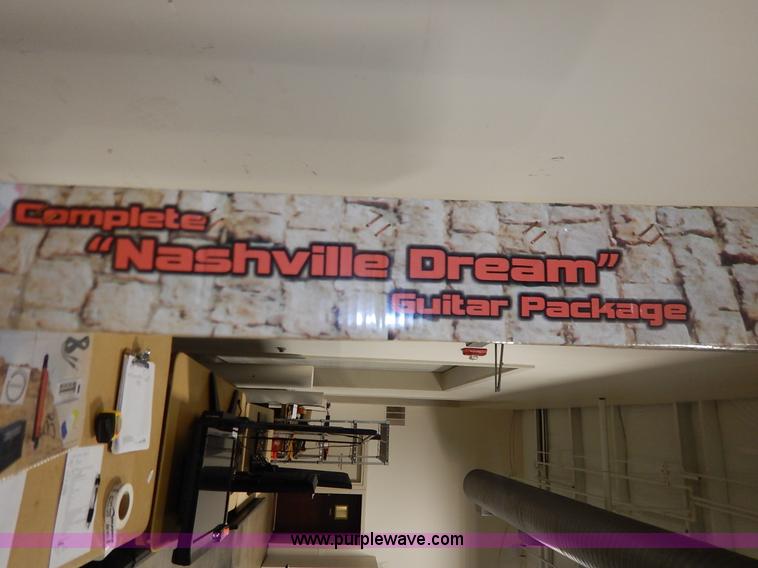 Complete
"Nashville Dream"
Guitar Package
www.purplewave.com